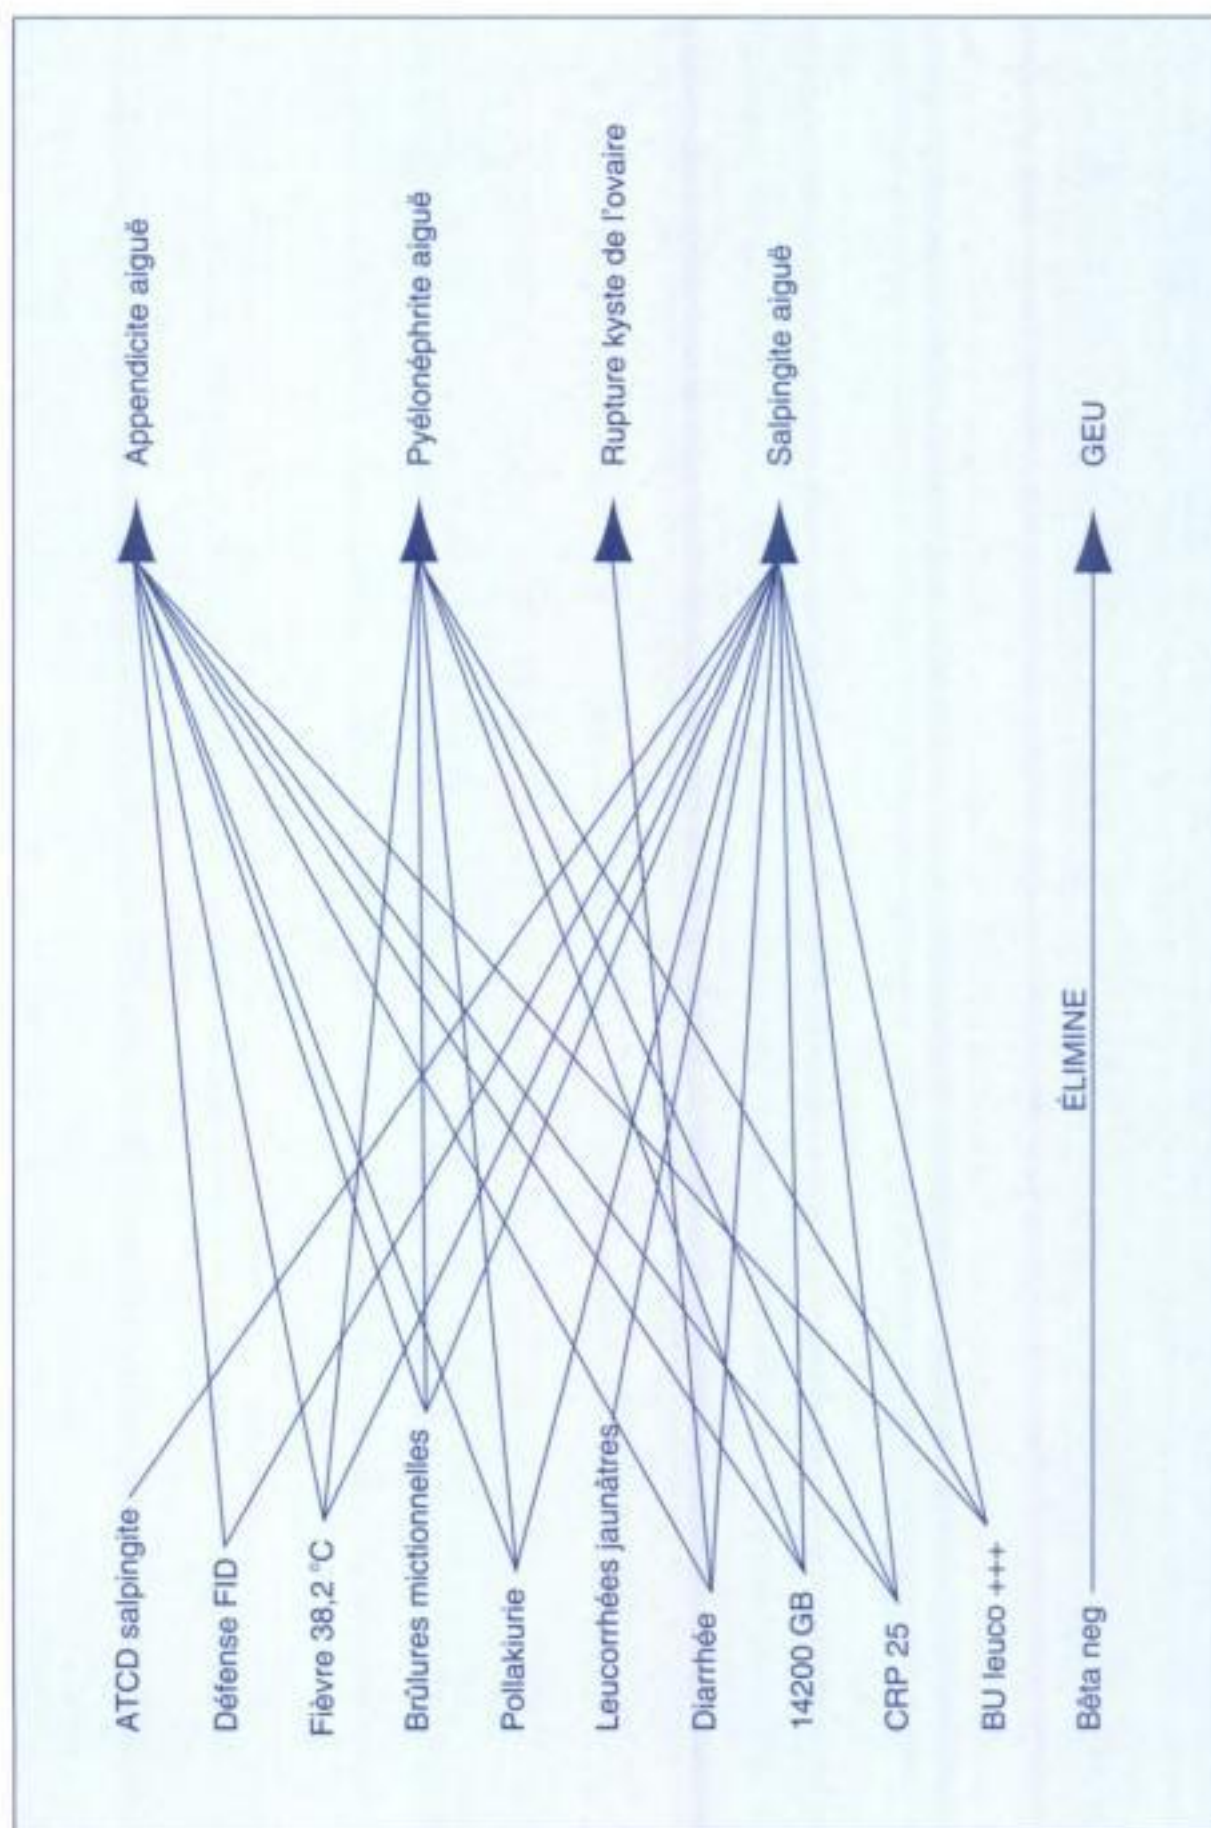 ATCD salpingite
Défense FID
Fièvre 38,2 °C
Brûlures mictionnelles
Pollakiurie
Leucorrhées jaunâtres
Diarrhée
14200 GB
CRP 25
BU leuco +++
Bêta neg
ÉLIMINE
Appendicite aiguë
Pyélonéphrite aiguë
Rupture kyste de l'ovaire
Salpingite aiguë
GEU